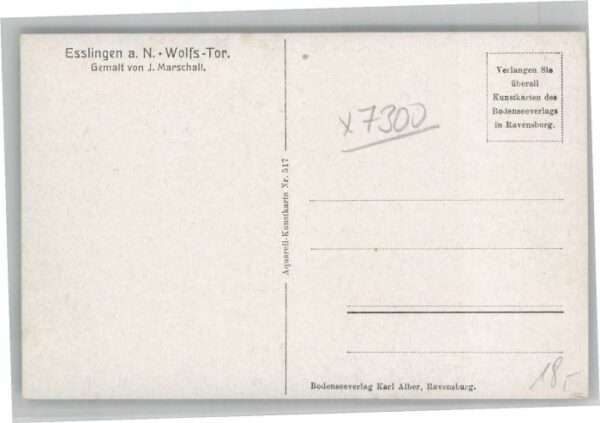 Esslingen a. N. • Wolfs-Tor.
Gemalt von J. Marschall.
Verlangen Sie
überall
Kunstkarten des
Bodenseeverlags
in Ravensburg.
x 7300
Aquarell-Kunstkarte Nr. 517
Bodenseeverlag Karl Alber, Ravensburg.
18,-